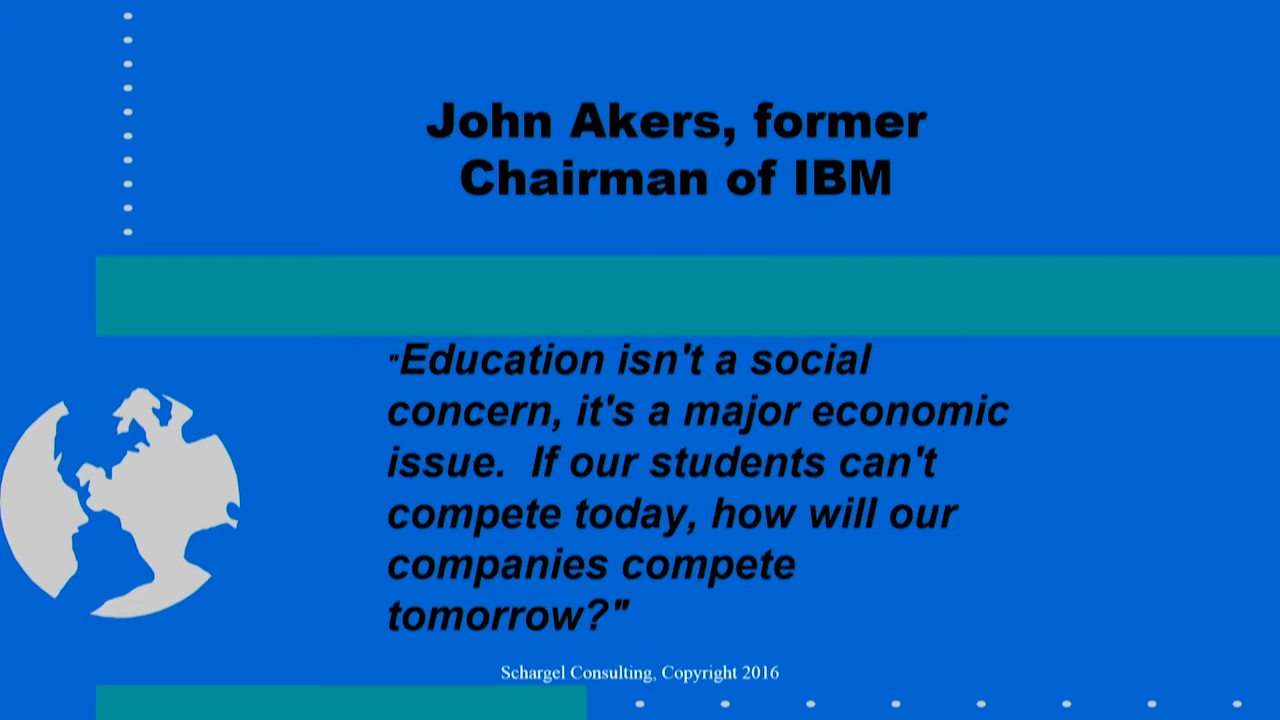 John Akers, former
Chairman of IBM
"Education isn't a social
concern, it's a major economic
issue.  If our students can't
compete today, how will our
companies compete
tomorrow?"
Schargel Consulting, Copyright 2016